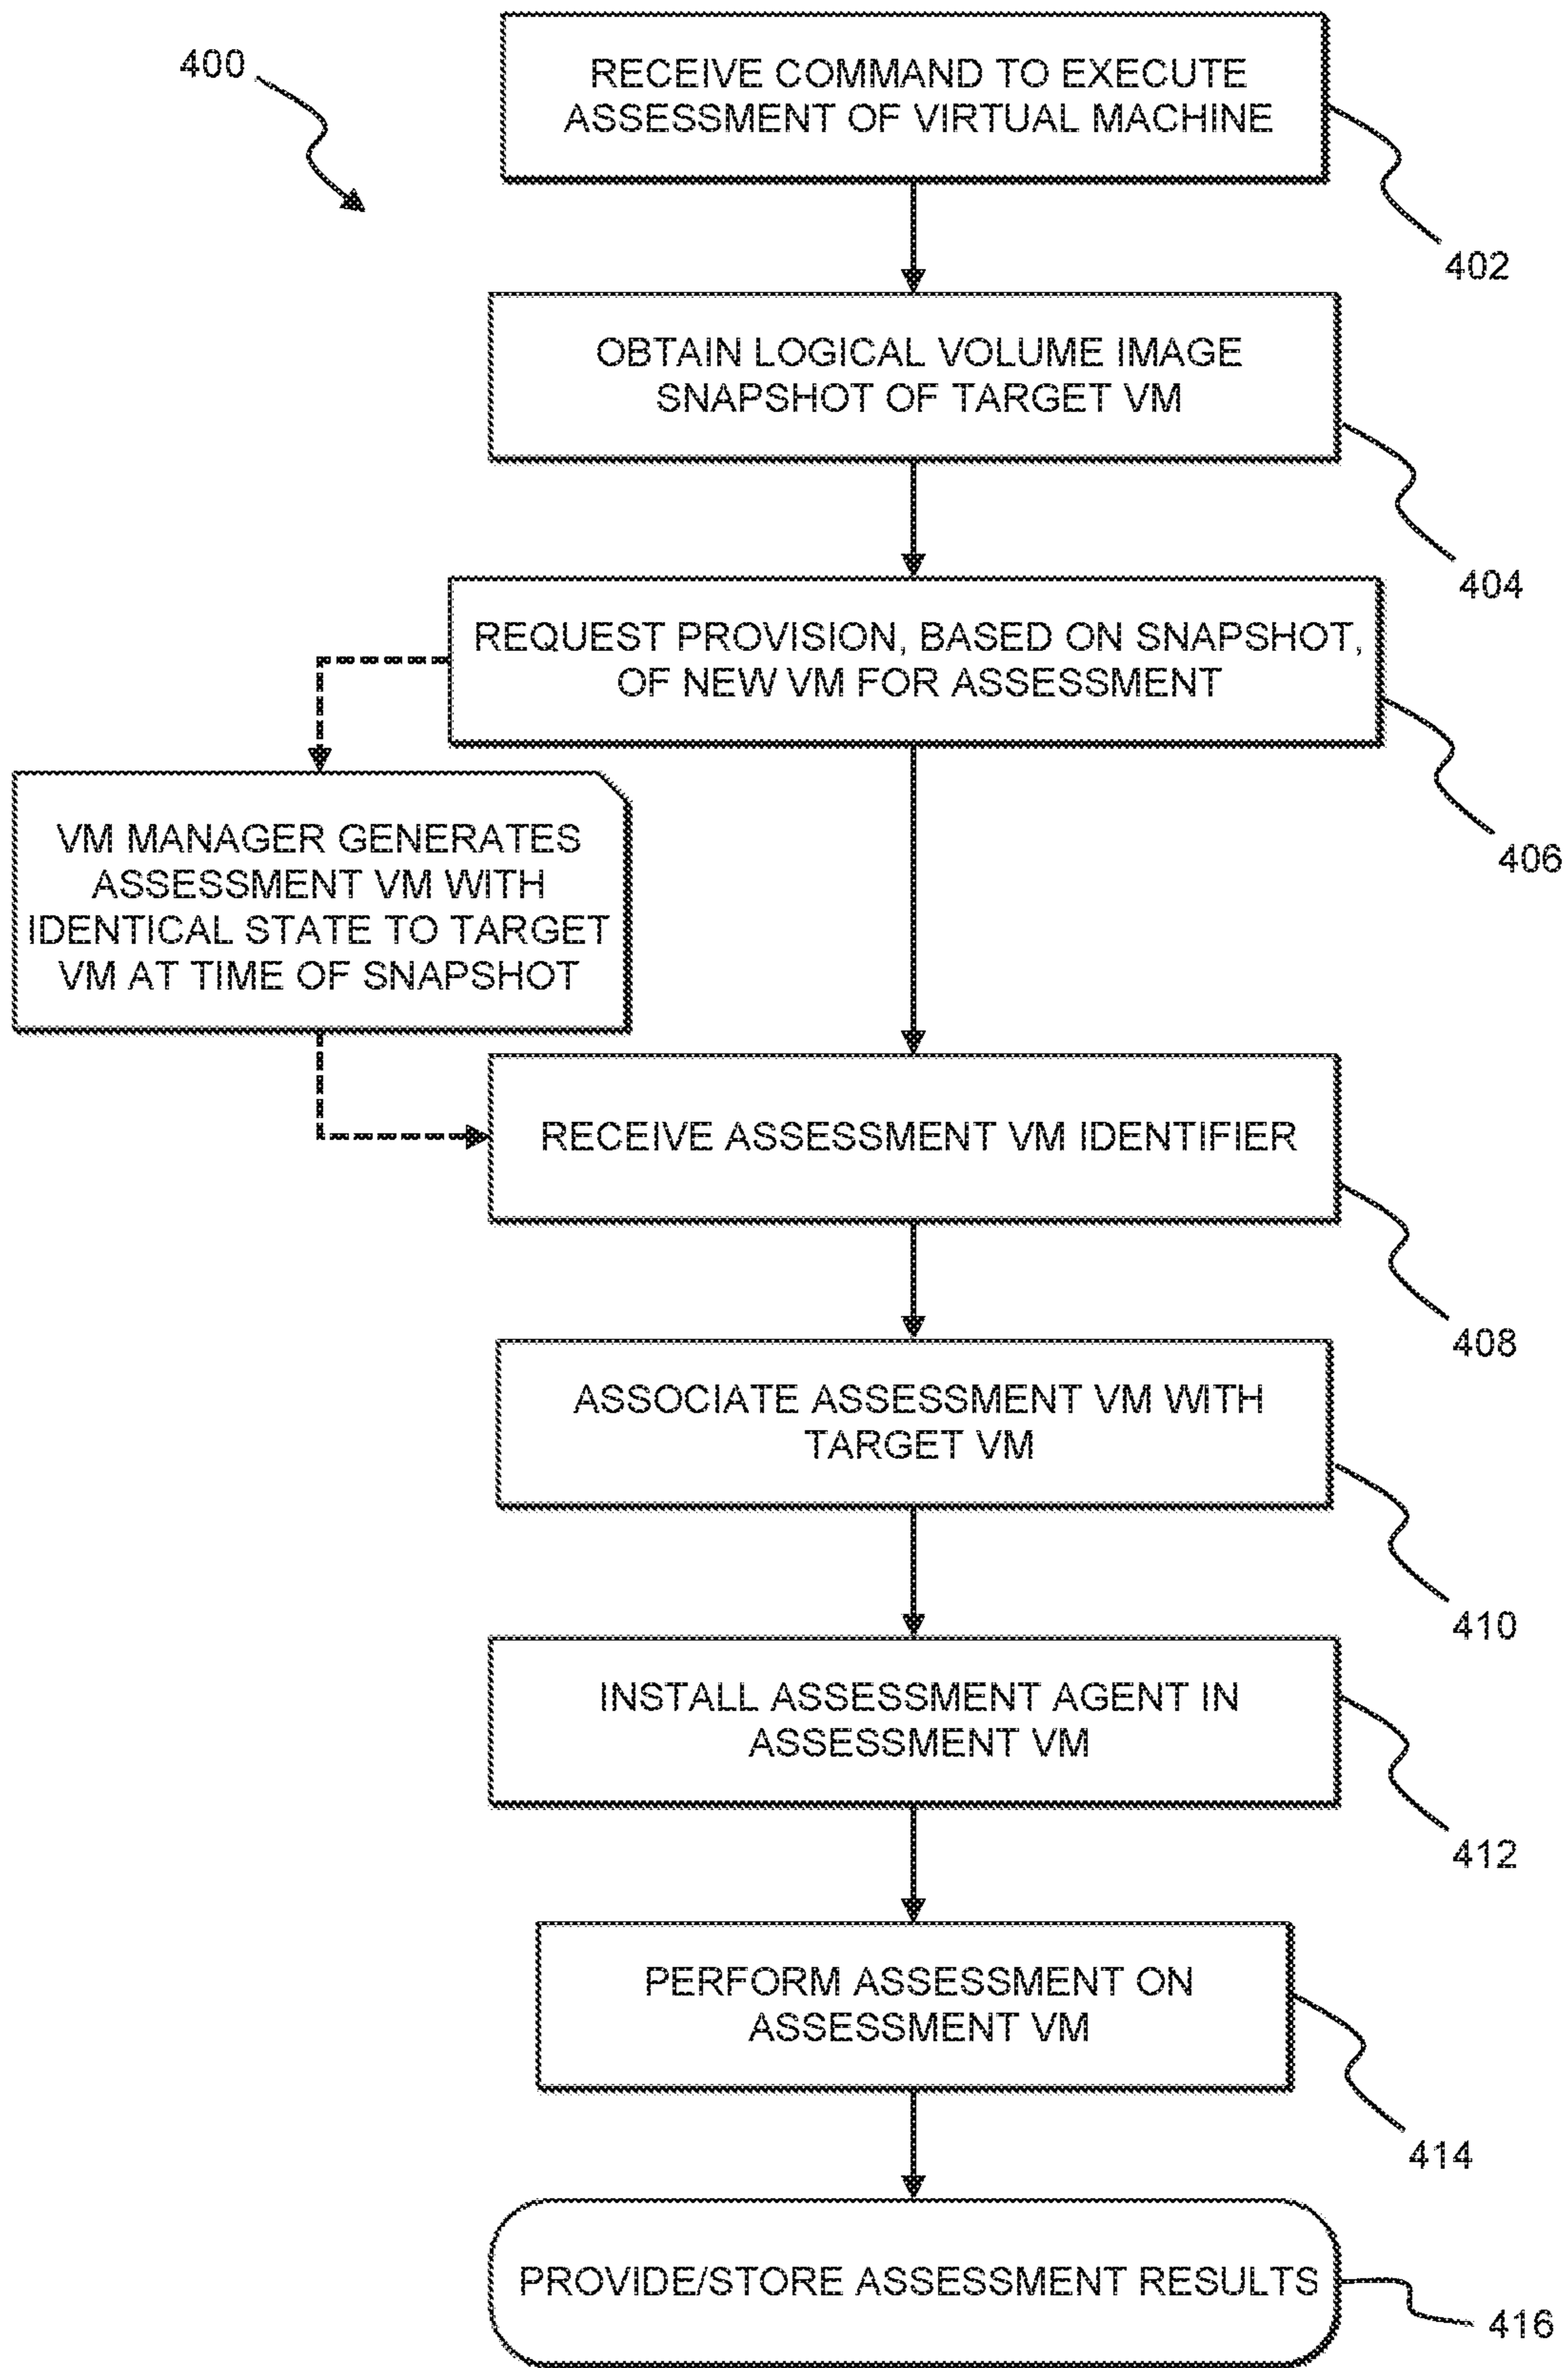 400
RECEIVE COMMAND TO EXECUTE
ASSESSMENT OF VIRTUAL MACHINE
402
OBTAIN LOGICAL VOLUME IMAGE
SNAPSHOT OF TARGET VM
404
REQUEST PROVISION, BASED ON SNAPSHOT,
OF NEW VM FOR ASSESSMENT
406
VM MANAGER GENERATES
ASSESSMENT VM WITH
IDENTICAL STATE TO TARGET
VM AT TIME OF SNAPSHOT
RECEIVE ASSESSMENT VM IDENTIFIER
408
ASSOCIATE ASSESSMENT VM WITH
TARGET VM
410
INSTALL ASSESSMENT AGENT IN
ASSESSMENT VM
412
PERFORM ASSESSMENT ON
ASSESSMENT VM
414
PROVIDE/STORE ASSESSMENT RESULTS
416